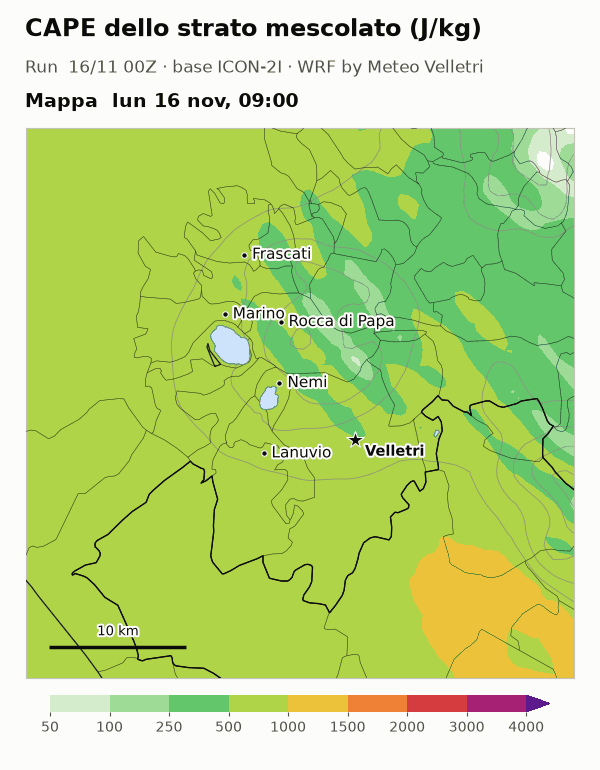 CAPE dello strato mescolato (J/kg)
Run  16/11 00Z · base ICON-2I · WRF by Meteo Velletri
Mappa  lun 16 nov, 09:00
Frascati
Marino
Rocca di Papa
Nemi
Velletri
Lanuvio
10 km
50 100 250 500 1000 1500 2000 3000 4000